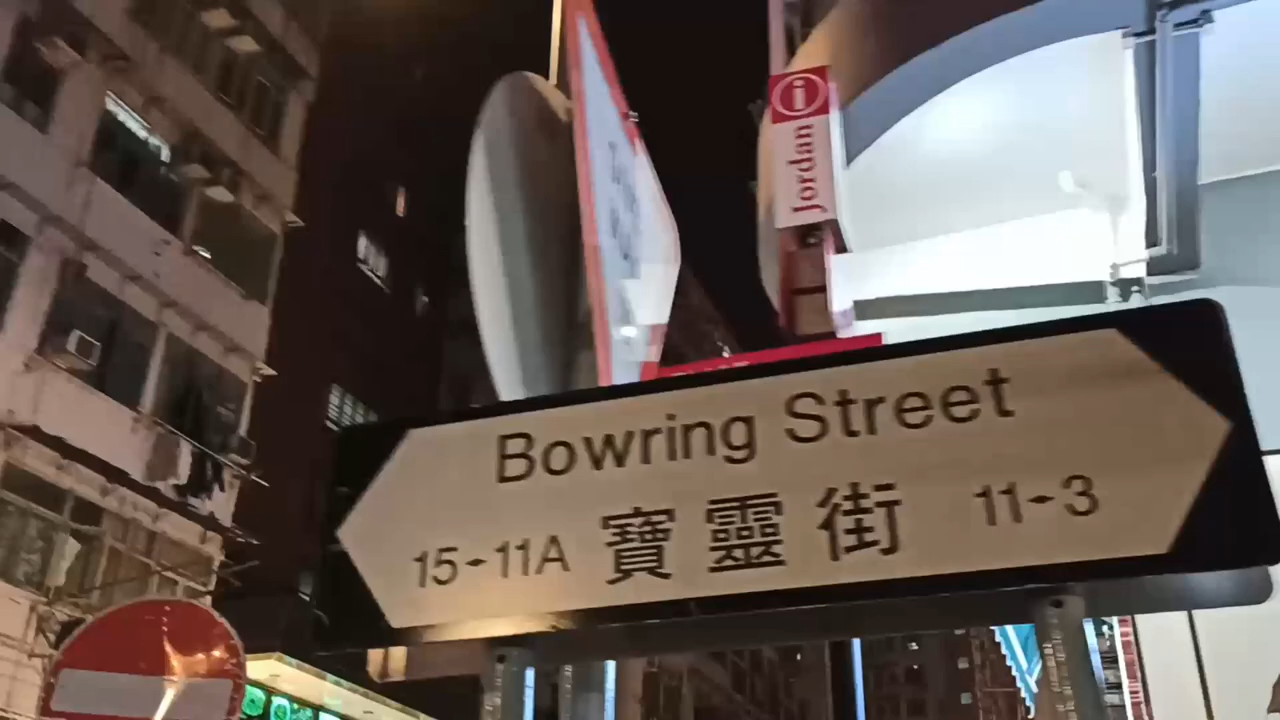 i
Jordan
Bowring Street
15-11A 寶靈街 11-3